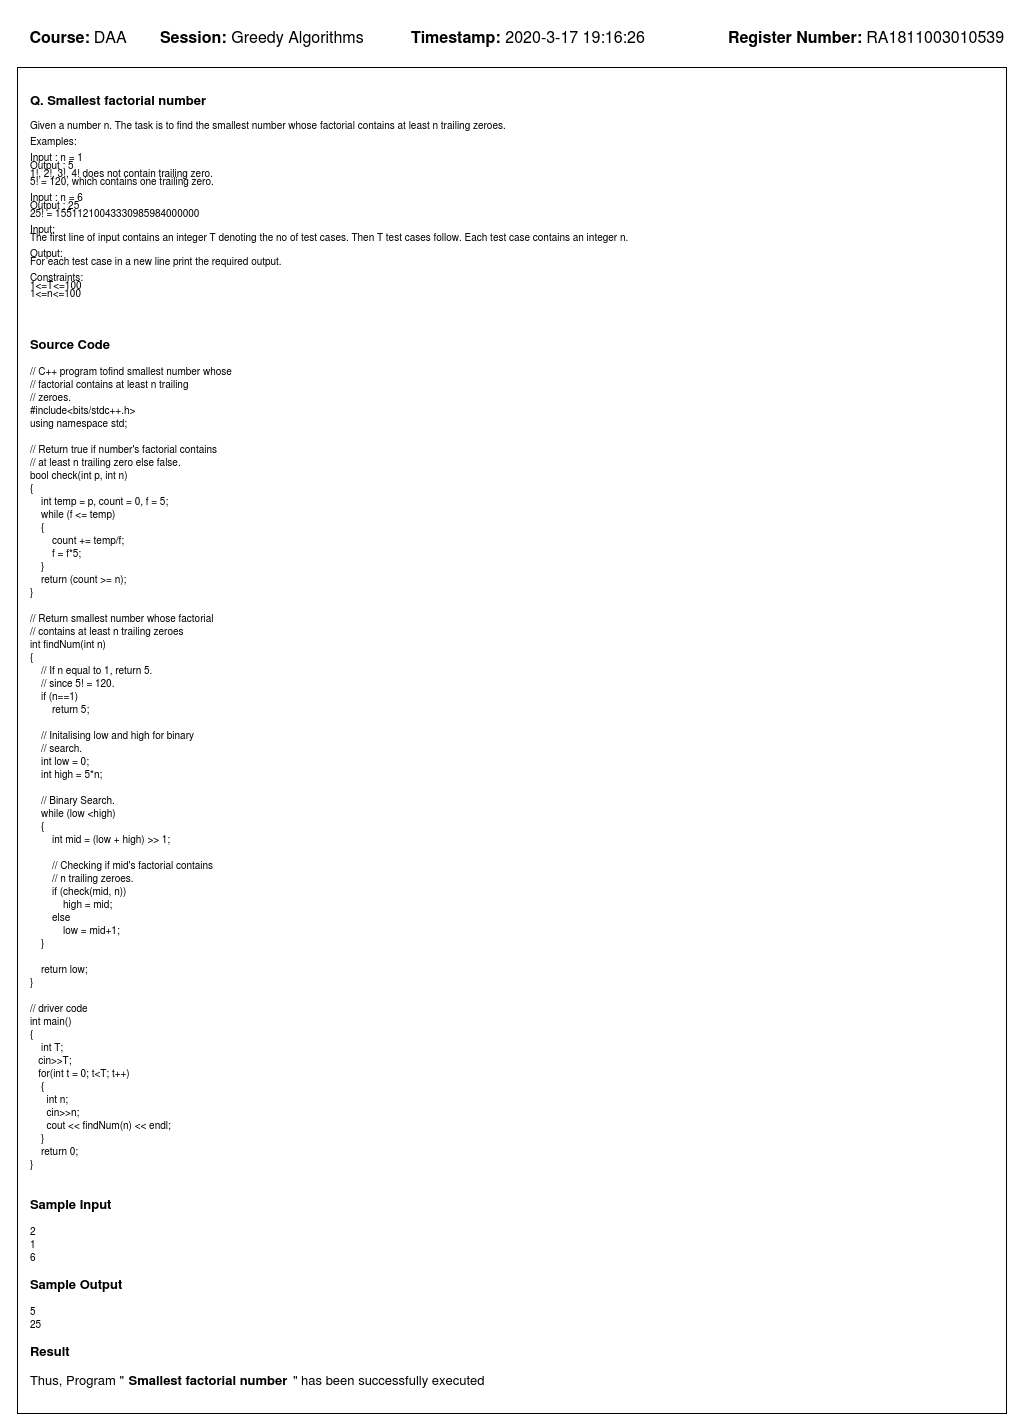 Course: DAA Session: Greedy Algorithms Timestamp: 2020-3-17 19:16:26 Register Number: RA1811003010539
Q. Smallest factorial number
Given a number n. The task is to find the smallest number whose factorial contains at least n trailing zeroes.
Examples:
Input : n = 1
Output : 5
1!, 2!, 3!, 4! does not contain trailing zero.
5! = 120, which contains one trailing zero.
Input : n = 6
Output : 25
25! = 15511210043330985984000000
Input:
The first line of input contains an integer T denoting the no of test cases. Then T test cases follow. Each test case contains an integer n.
Output:
For each test case in a new line print the required output.
Constraints:
1<=T<=100
1<=n<=100
Source Code
// C++ program tofind smallest number whose
// factorial contains at least n trailing
// zeroes.
#include<bits/stdc++.h>
using namespace std;
// Return true if number's factorial contains
// at least n trailing zero else false.
bool check(int p, int n)
{
    int temp = p, count = 0, f = 5;
    while (f <= temp)
    {
        count += temp/f;
        f = f*5;
    }
    return (count >= n);
}
// Return smallest number whose factorial
// contains at least n trailing zeroes
int findNum(int n)
{
    // If n equal to 1, return 5.
    // since 5! = 120.
    if (n==1)
        return 5;
    // Initalising low and high for binary
    // search.
    int low = 0;
    int high = 5*n;
    // Binary Search.
    while (low <high)
    {
        int mid = (low + high) >> 1;
        // Checking if mid's factorial contains
        // n trailing zeroes.
        if (check(mid, n))
            high = mid;
        else
            low = mid+1;
    }
    return low;
}
// driver code
int main()
{
    int T;
   cin>>T;
   for(int t = 0; t<T; t++)
    {
      int n;
      cin>>n;
      cout << findNum(n) << endl;
    }
    return 0;
}
Sample Input
2
1
6
Sample Output
5
25
Result
Thus, Program " Smallest factorial number " has been successfully executed